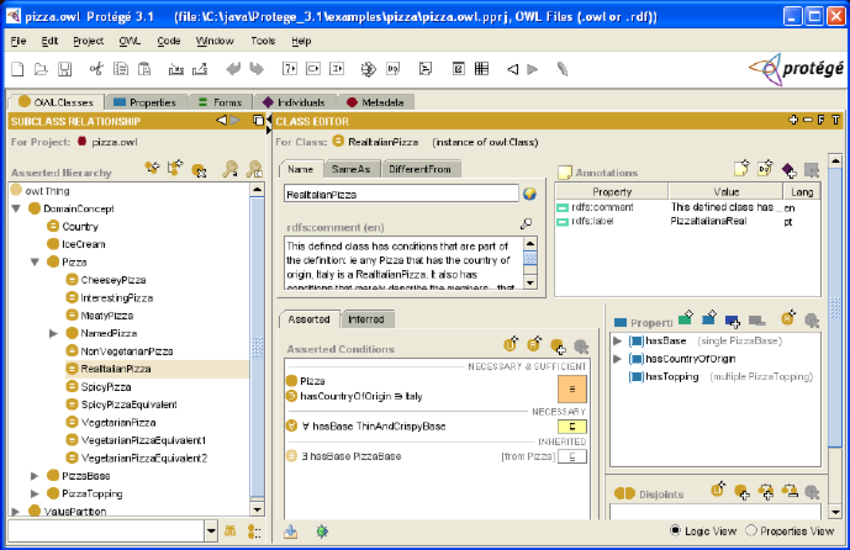 pizza.owl Protégé 3.1 (file:\C:\java\Protege_3.1\examples\pizza\pizza.owl.pprj, OWL Files (.owl or .rdf))
File Edit Project OWL Code Window Tools Help
protégé
OWLClasses Properties Forms Individuals Metadata
SUBCLASS RELATIONSHIP
For Project: pizza.owl
Asserted Hierarchy
owl:Thing
DomainConcept
Country
IceCream
Pizza
CheeseyPizza
InterestingPizza
MeatyPizza
NamedPizza
NonVegetarianPizza
RealItalianPizza
SpicyPizza
SpicyPizzaEquivalent
VegetarianPizza
VegetarianPizzaEquivalent1
VegetarianPizzaEquivalent2
PizzaBase
PizzaTopping
ValuePartition
CLASS EDITOR
F T
For Class: RealItalianPizza (instance of owl:Class)
Name SameAs DifferentFrom
RealItalianPizza
rdfs:comment (en)
This defined class has conditions that are part of
the definition: ie any Pizza that has the country of
origin, Italy is a RealItalianPizza. It also has
conditions that merely describe the members - that
Annotations
Property Value Lang
rdfs:comment This defined class has ... en
rdfs:label PizzaItalianaReal pt
Asserted Inferred
Asserted Conditions
NECESSARY & SUFFICIENT
Pizza
hasCountryOfOrigin ∋ Italy
≡
NECESSARY
∀ hasBase ThinAndCrispyBase ⊑
INHERITED
∃ hasBase PizzaBase [from Pizza] ⊑
Properti
hasBase (single PizzaBase)
hasCountryOfOrigin
hasTopping (multiple PizzaTopping)
Disjoints
Logic View Properties View